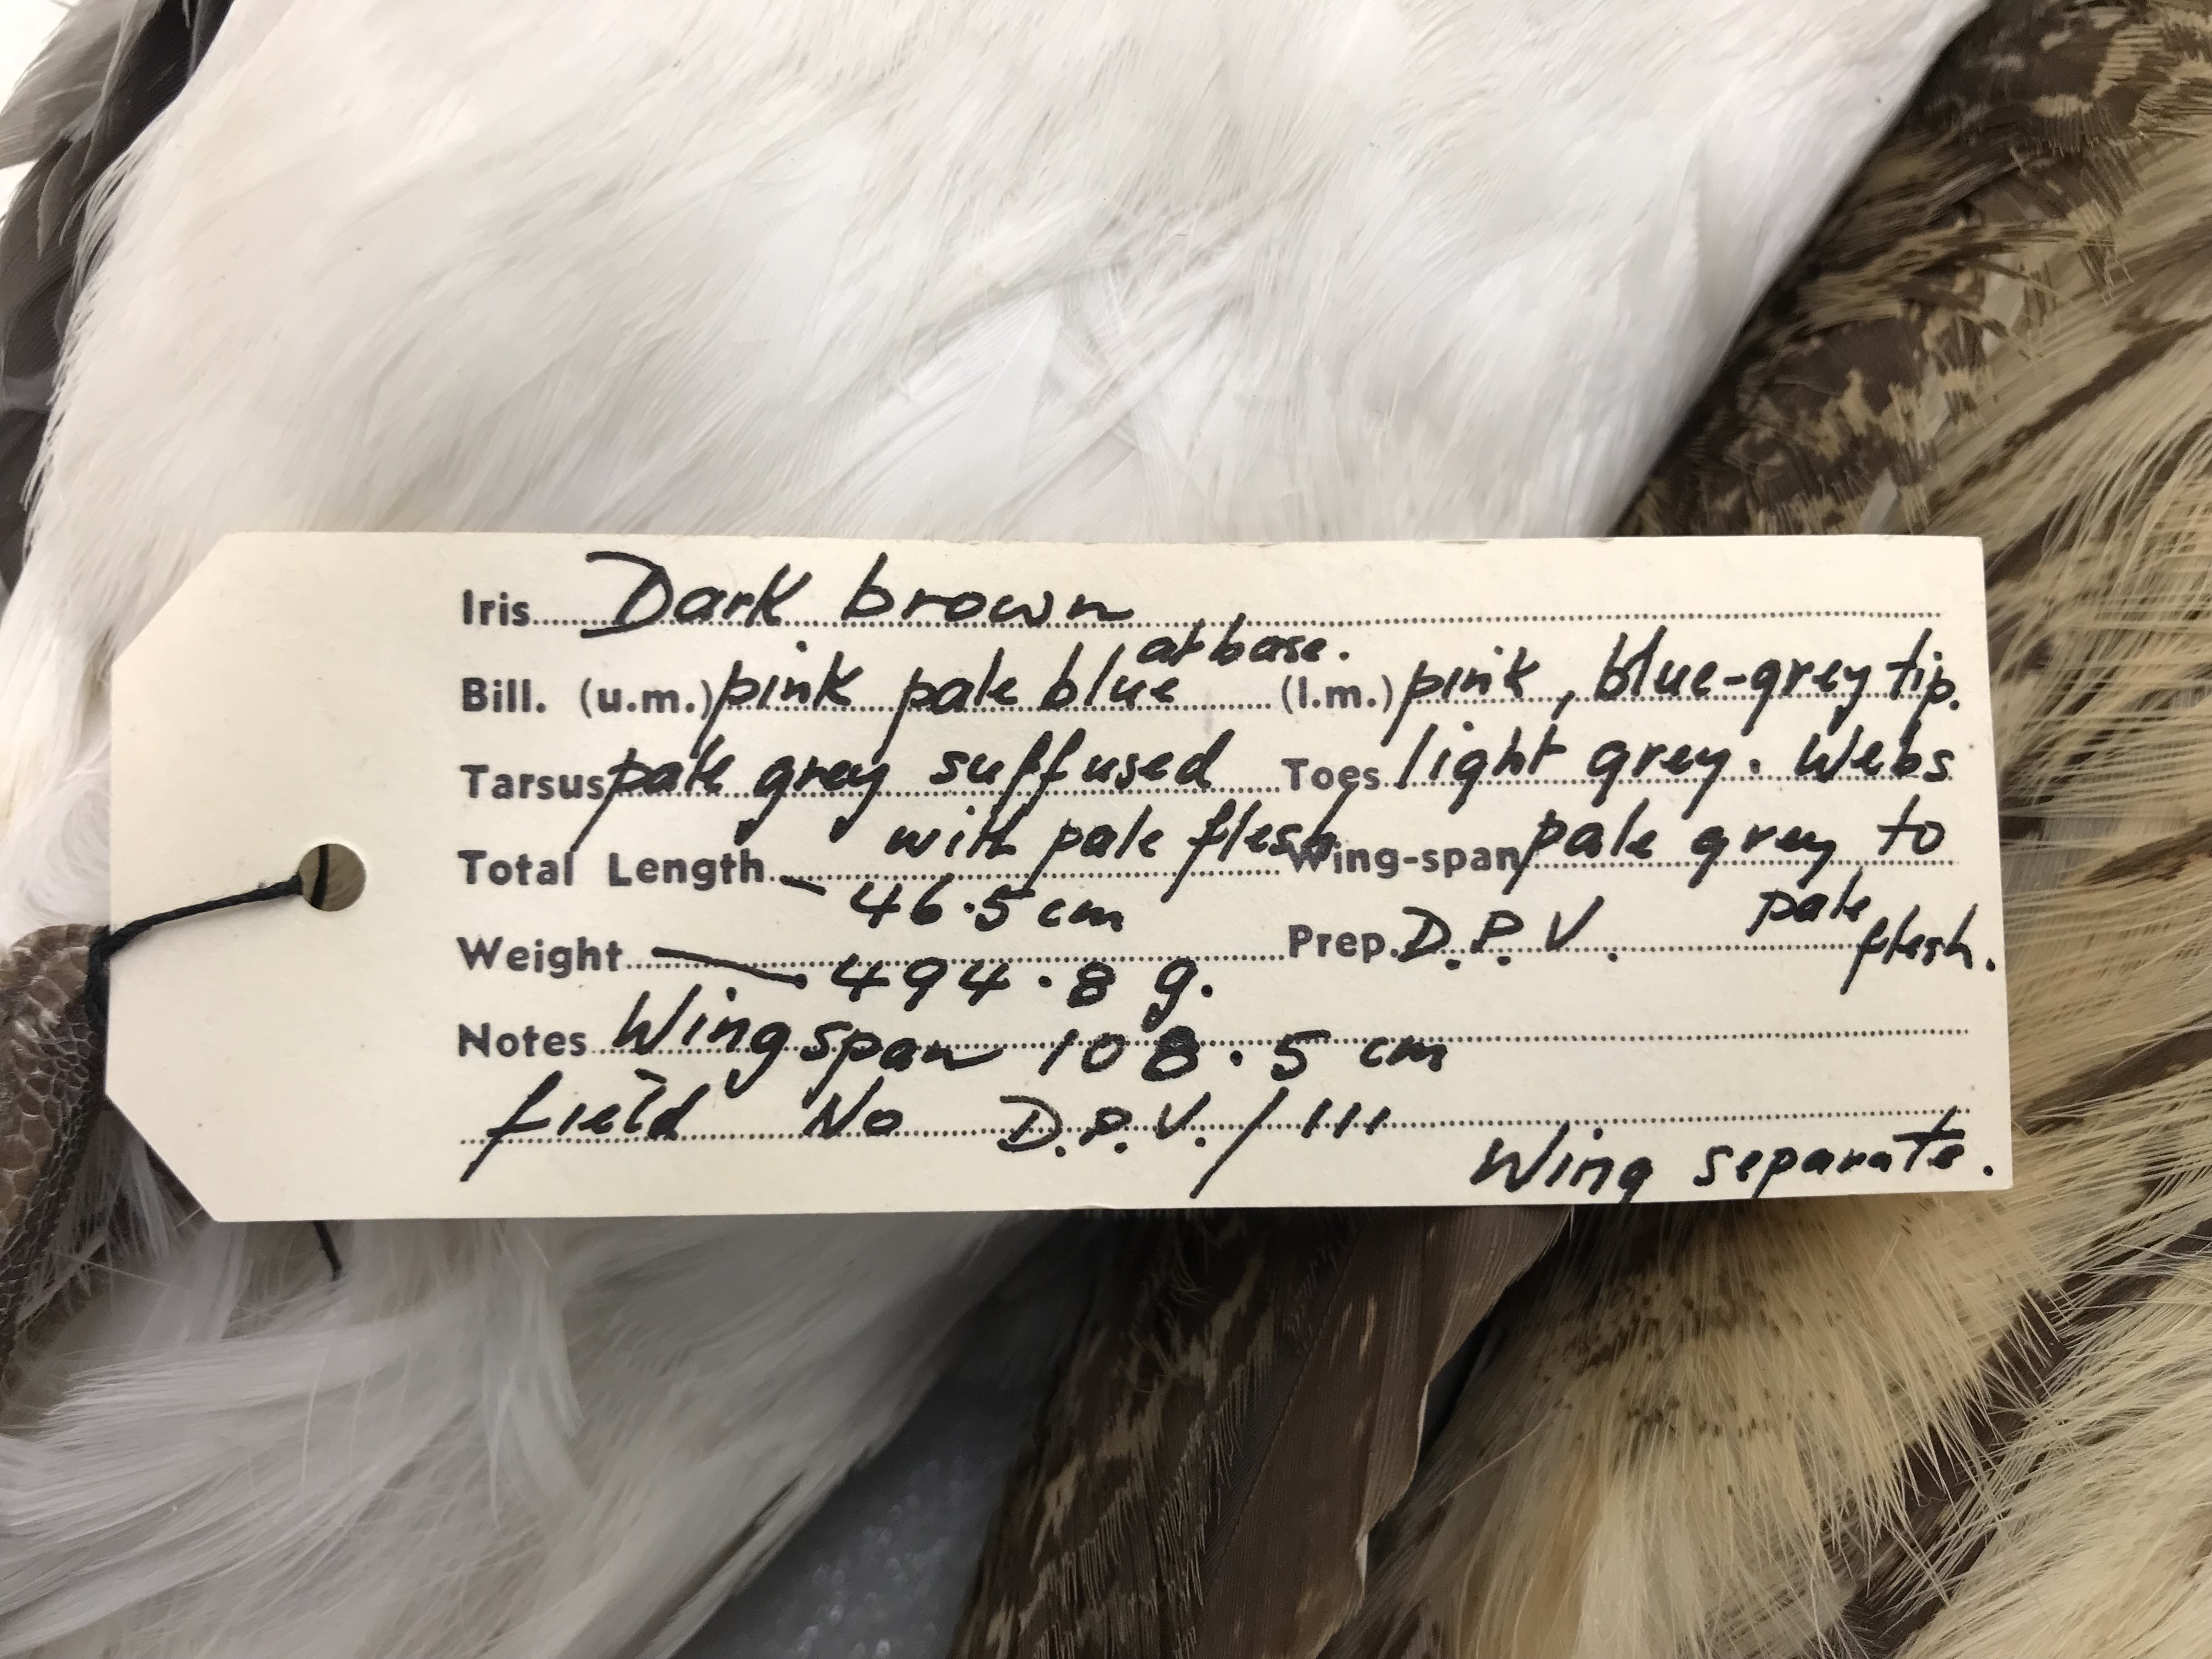 Iris Dark brown
Bill. (u.m.) pink pale blue at base. (l.m.) pink, blue-grey tip.
Tarsus pale grey suffused with pale flesh Toes light grey. Webs
Total Length - 46.5 cm Wing-span pale grey to pale flesh.
Weight - 494.8 g. Prep. D.P.V.
Notes Wingspan - 108.5 cm
field No D.P.V./111 Wing separate.